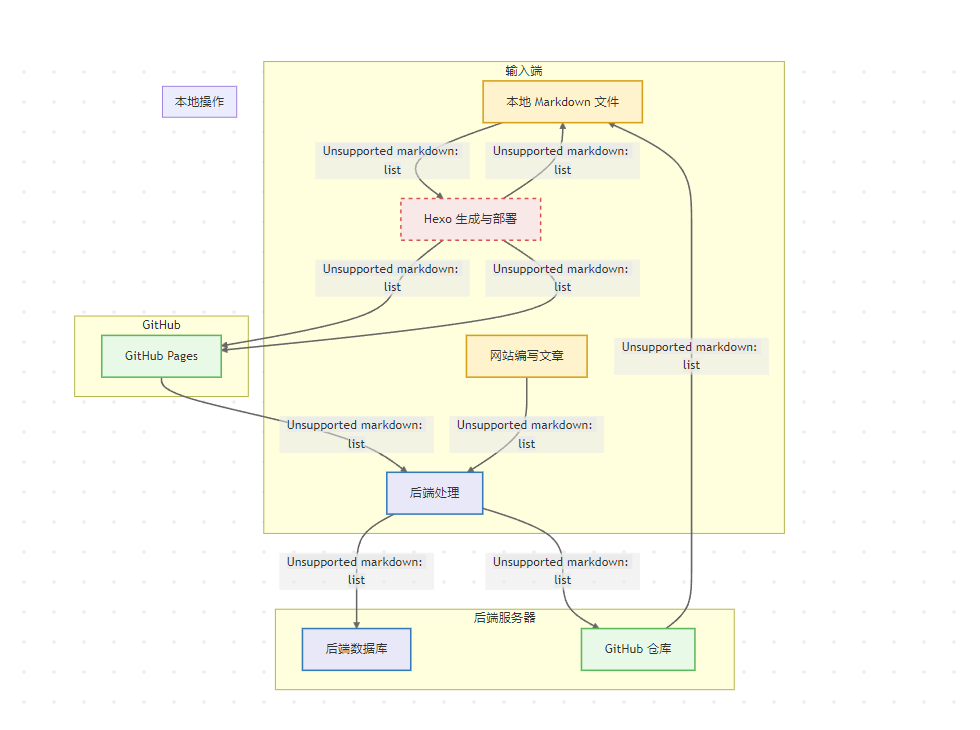 输入端
本地 Markdown 文件
本地操作
Unsupported markdown:
list
Unsupported markdown:
list
Hexo 生成与部署
Unsupported markdown:
list
Unsupported markdown:
list
GitHub
GitHub Pages
网站编写文章
Unsupported markdown:
list
Unsupported markdown:
list
Unsupported markdown:
list
后端处理
Unsupported markdown:
list
Unsupported markdown:
list
后端服务器
后端数据库
GitHub 仓库